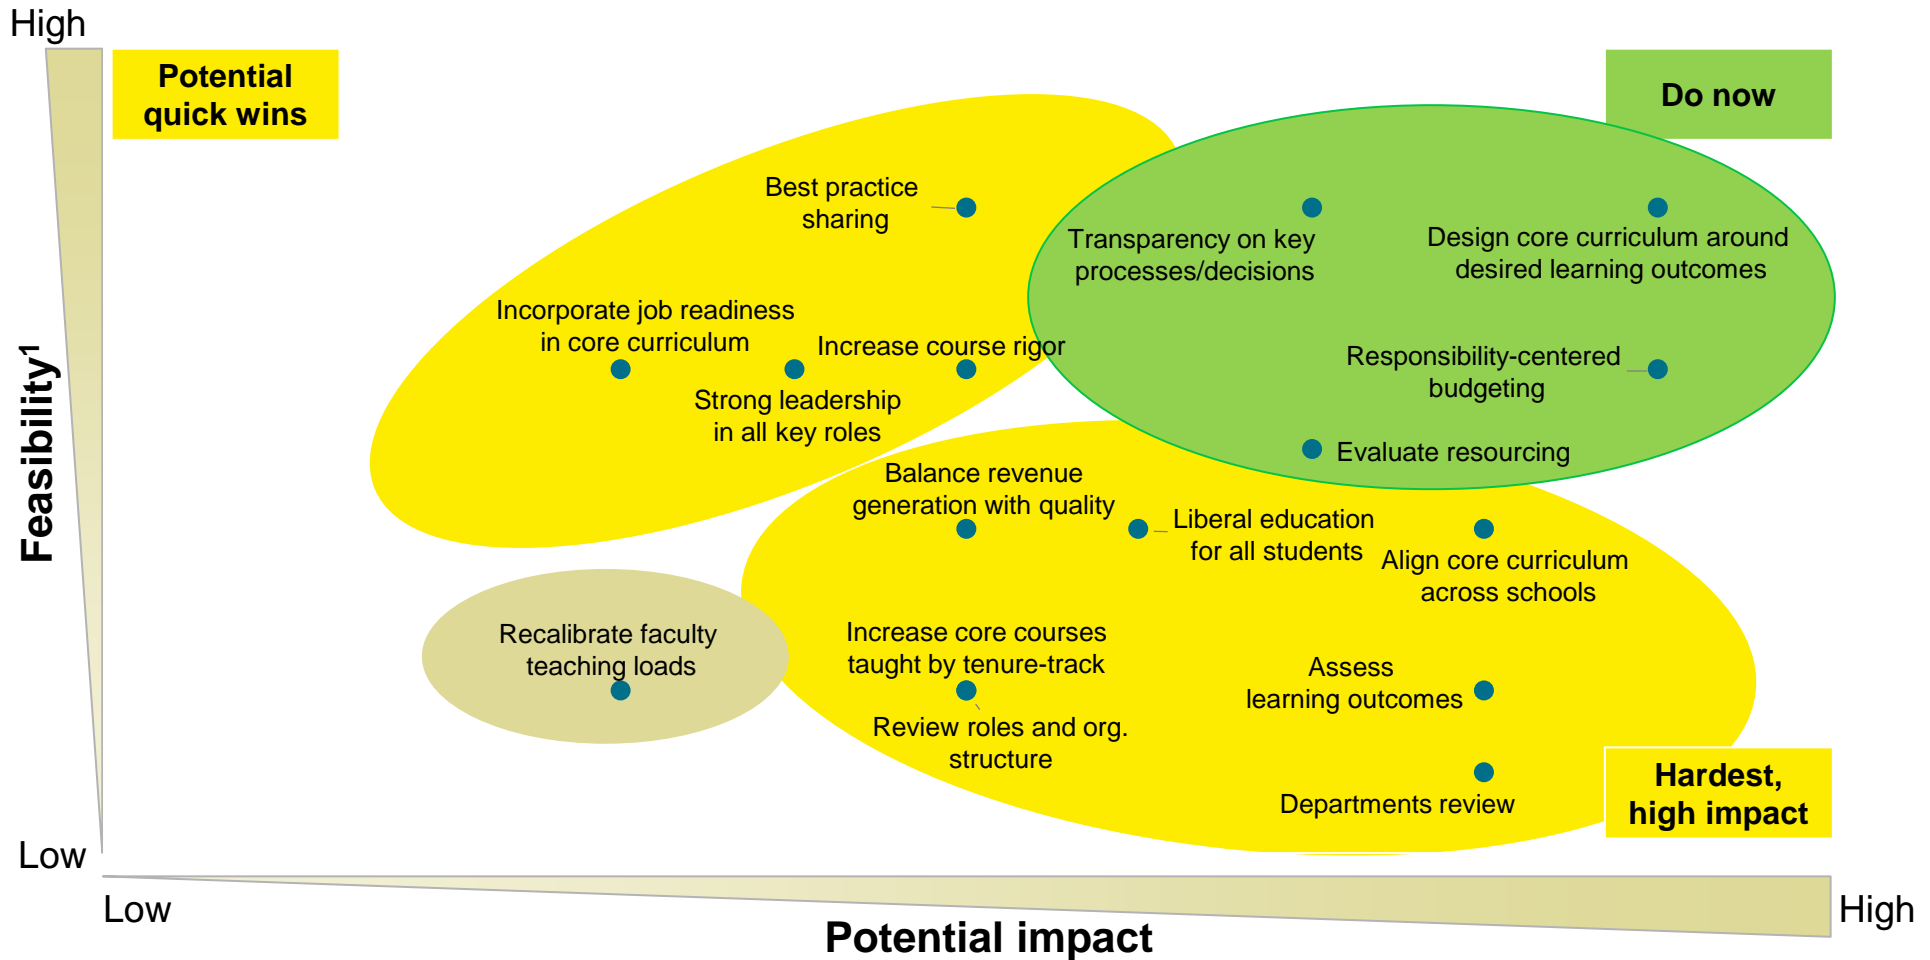 High
Potential
quick wins
Do now
Best practice
sharing
Transparency on key
processes/decisions
Design core curriculum around
desired learning outcomes
Incorporate job readiness
in core curriculum
Increase course rigor
Strong leadership
in all key roles
Responsibility-centered
budgeting
Evaluate resourcing
Feasibility¹
Balance revenue
generation with quality
Liberal education
for all students
Align core curriculum
across schools
Recalibrate faculty
teaching loads
Increase core courses
taught by tenure-track
Review roles and org.
structure
Assess
learning outcomes
Departments review
Hardest,
high impact
Low
Low
High
Potential impact